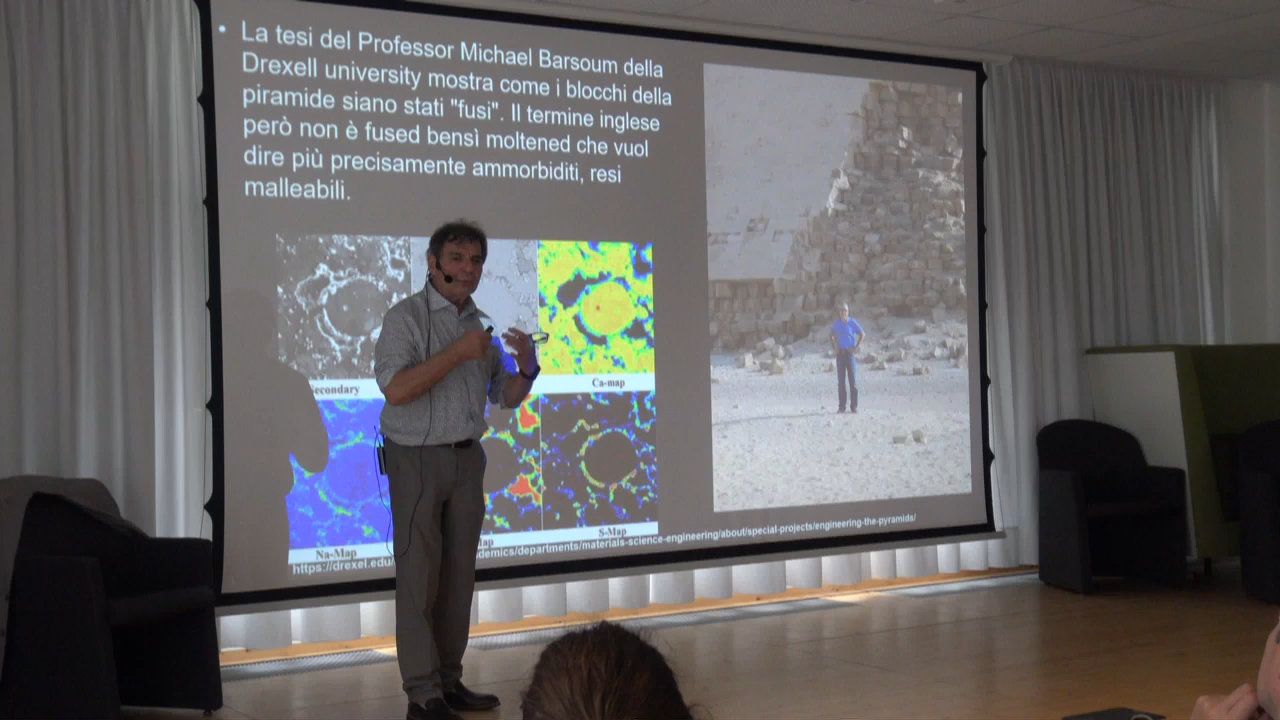 • La tesi del Professor Michael Barsoum della
Drexell university mostra come i blocchi della
piramide siano stati "fusi". Il termine inglese
però non è fused bensì moltened che vuol
dire più precisamente ammorbiditi, resi
malleabili.
Secondary
Ca-map
Na-Map
S-Map
https://drexel.edu/ demics/departments/materials-science-engineering/about/special-projects/engineering-the-pyramids/